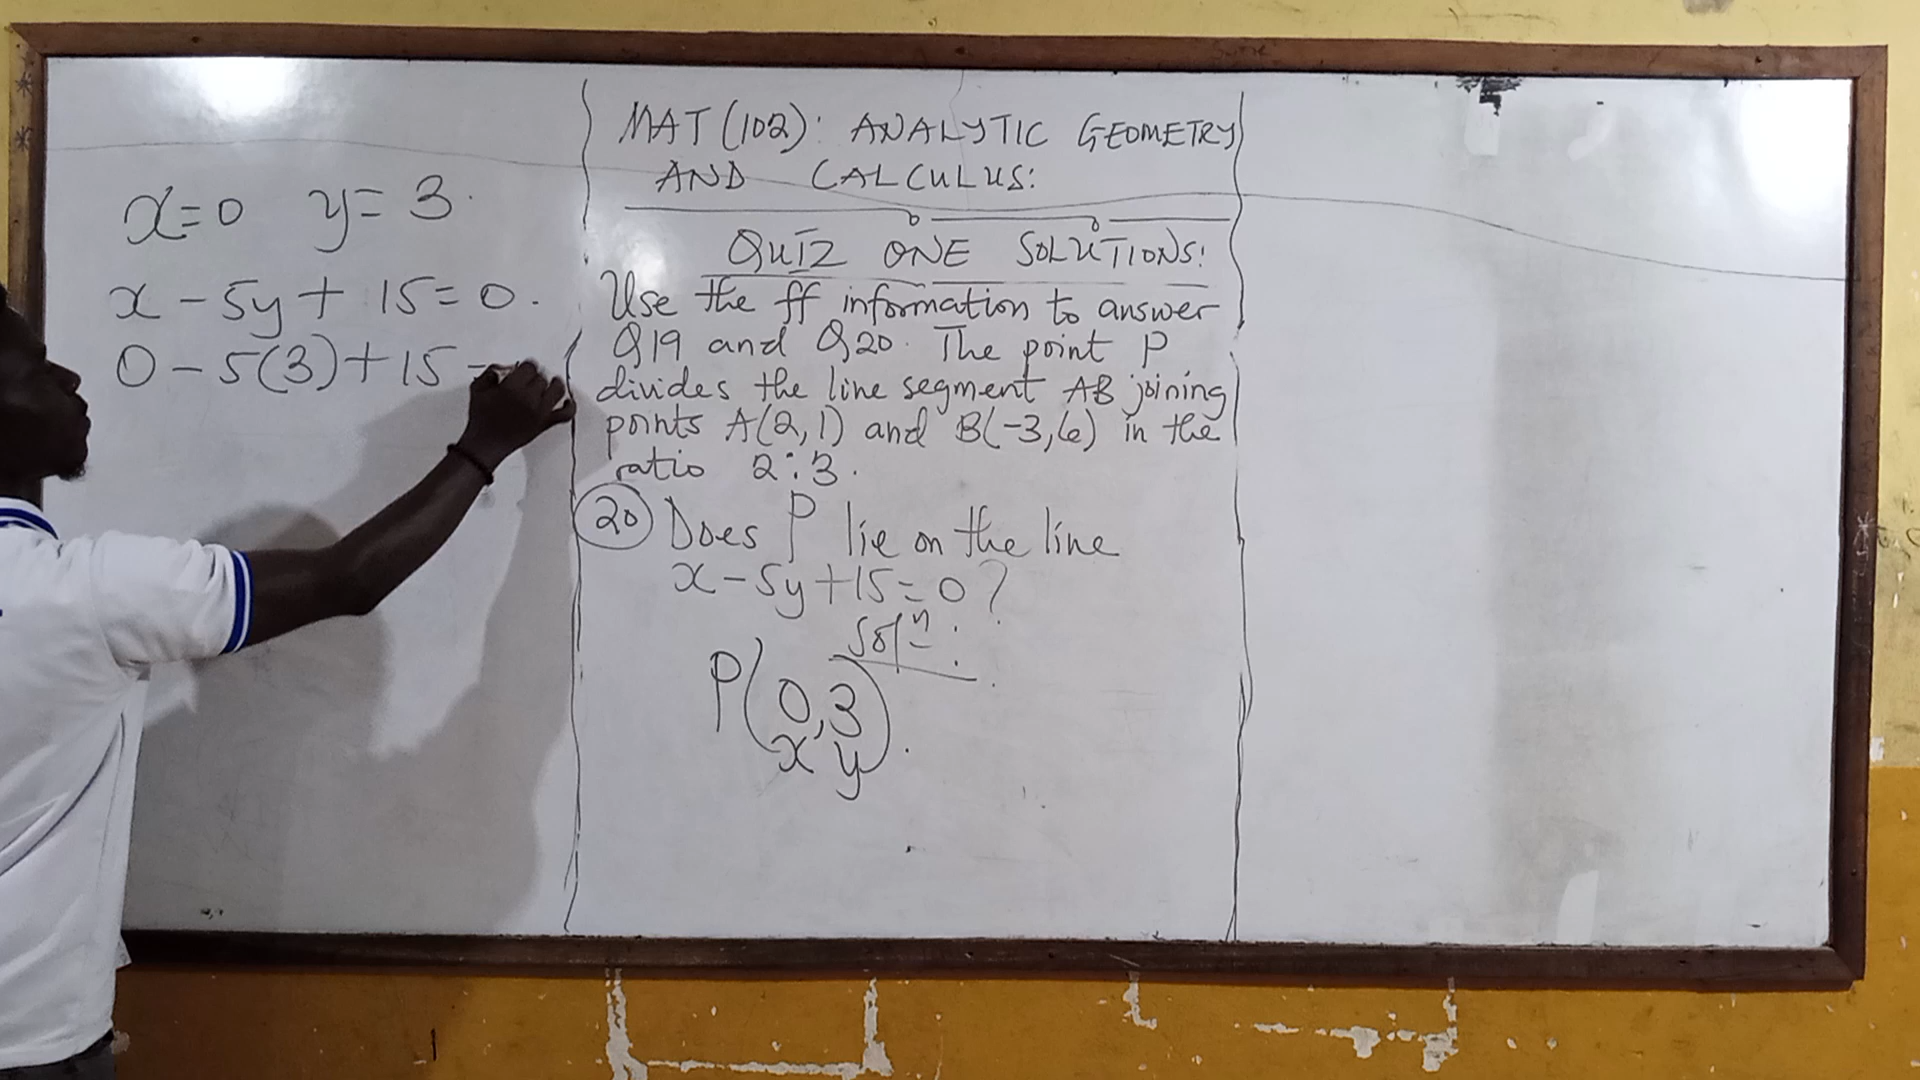 x=0 y=3.
x-5y+15=0.
0-5(3)+15
MAT(102): ANALYTIC GEOMETRY
AND CALCULUS:
QUIZ ONE SOLUTIONS:
Use the ff information to answer
Q19 and Q20. The point P
divides the line segment AB joining
points A(2,1) and B(-3,6) in the
ratio 2:3.
20 Does P lie on the line
x-5y+15=0?
Solⁿ:
P(0,3)
x y